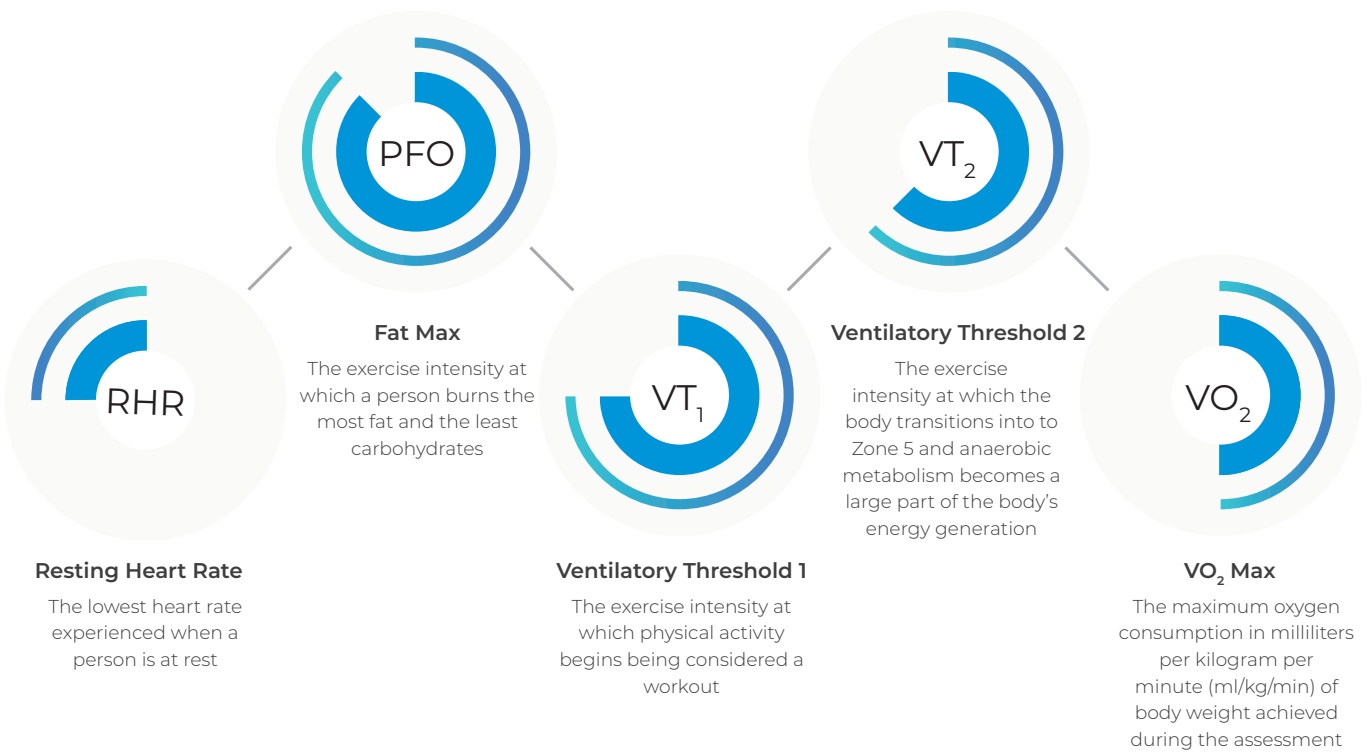 RHR
Resting Heart Rate
The lowest heart rate
experienced when a
person is at rest
PFO
Fat Max
The exercise intensity at
which a person burns the
most fat and the least
carbohydrates
VT₁
Ventilatory Threshold 1
The exercise intensity at
which physical activity
begins being considered a
workout
VT₂
Ventilatory Threshold 2
The exercise
intensity at which the
body transitions into to
Zone 5 and anaerobic
metabolism becomes a
large part of the body’s
energy generation
VO₂
VO₂ Max
The maximum oxygen
consumption in milliliters
per kilogram per
minute (ml/kg/min) of
body weight achieved
during the assessment